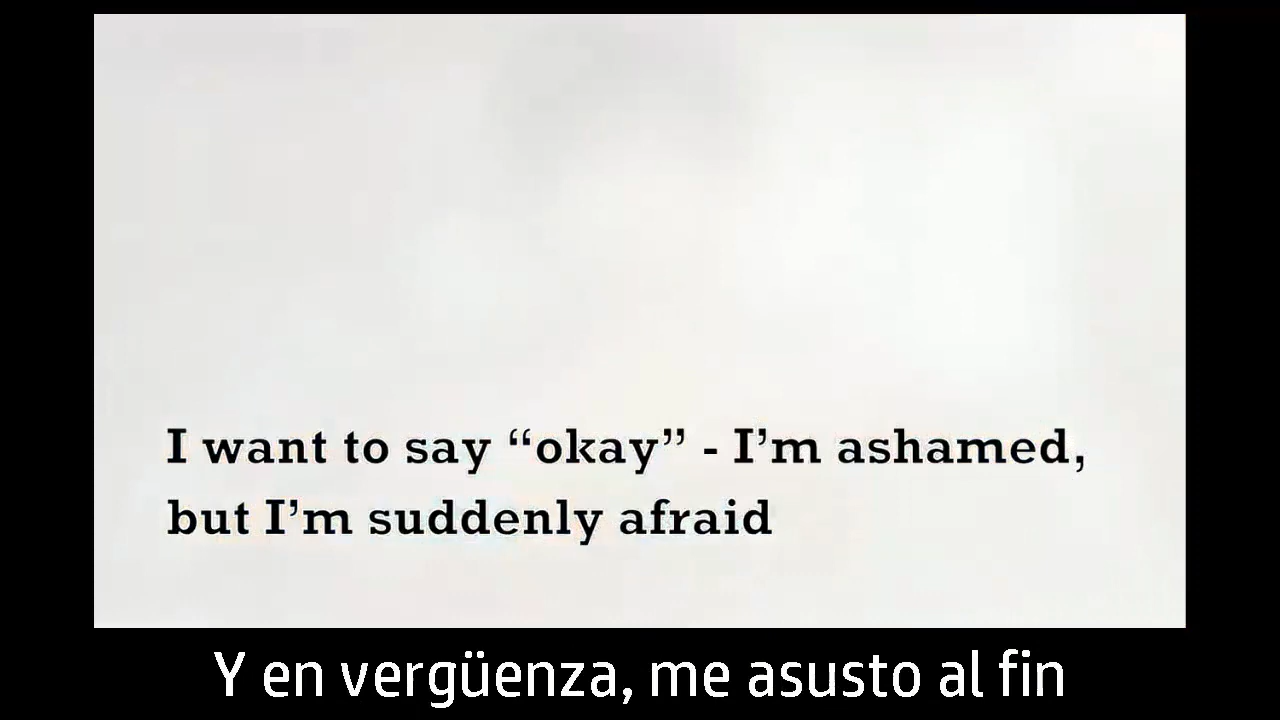 I want to say “okay” - I’m ashamed,
but I’m suddenly afraid
Y en vergüenza, me asusto al fin